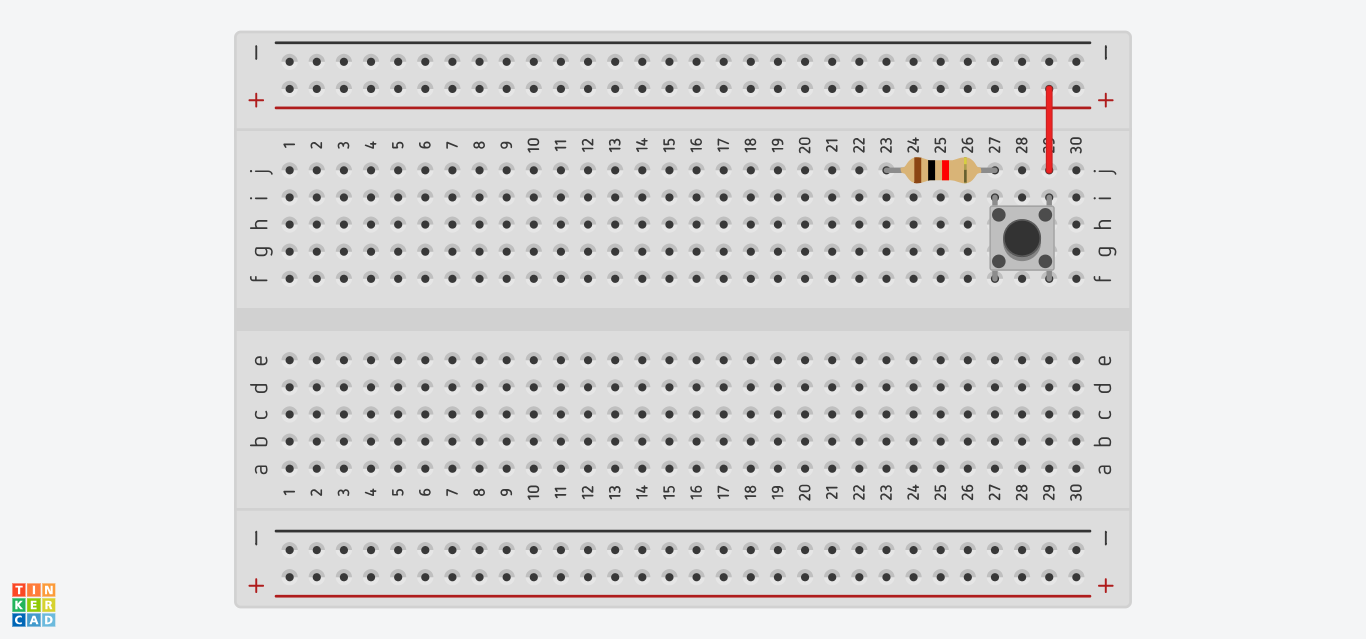 − −
+ +
1 2 3 4 5 6 7 8 9 10 11 12 13 14 15 16 17 18 19 20 21 22 23 24 25 26 27 28 29 30
j j
i i
h h
g g
f f
e e
d d
c c
b b
a a
1 2 3 4 5 6 7 8 9 10 11 12 13 14 15 16 17 18 19 20 21 22 23 24 25 26 27 28 29 30
− −
+ +
TIN
KER
CAD